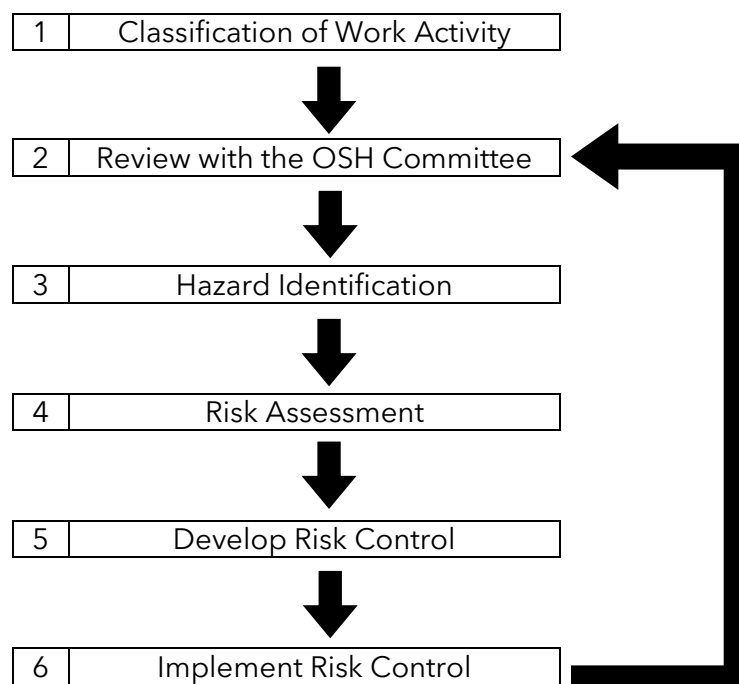 1 Classification of Work Activity
2 Review with the OSH Committee
3 Hazard Identification
4 Risk Assessment
5 Develop Risk Control
6 Implement Risk Control